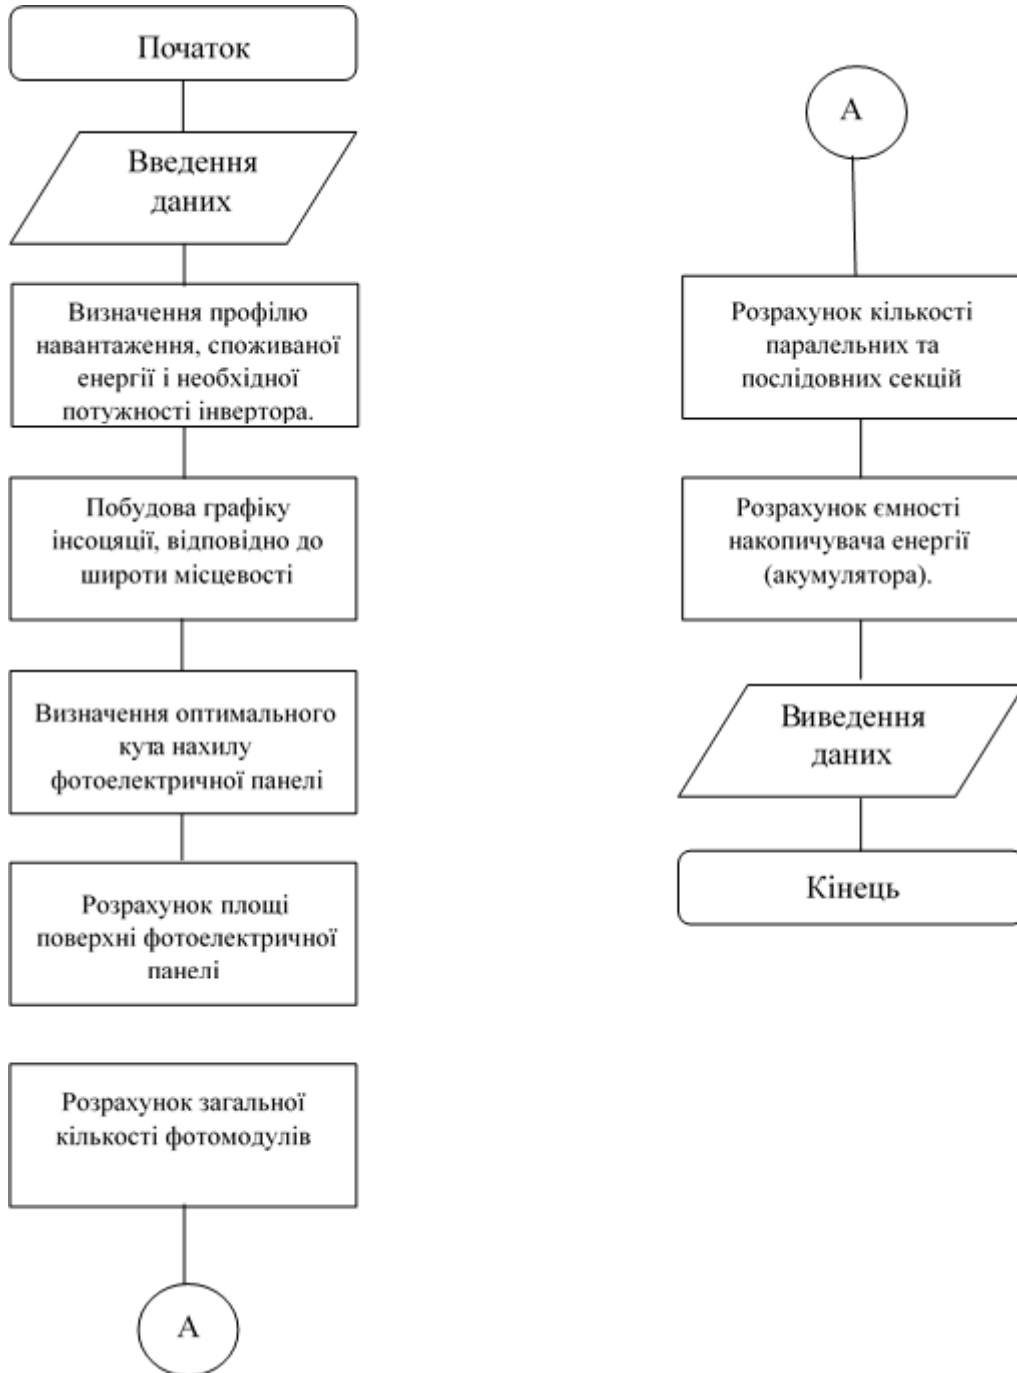 Початок
Введення
даних
Визначення профілю
навантаження, споживаної
енергії і необхідної
потужності інвертора.
Побудова графіку
інсоцяції, відповідно до
широти місцевості
Визначення оптимального
кута нахилу
фотоелектричної панелі
Розрахунок площі
поверхні фотоелектричної
панелі
Розрахунок загальної
кількості фотомодулів
А
А
Розрахунок кількості
паралельних та
послідовних секцій
Розрахунок ємності
накопичувача енергії
(акумулятора).
Виведення
даних
Кінець